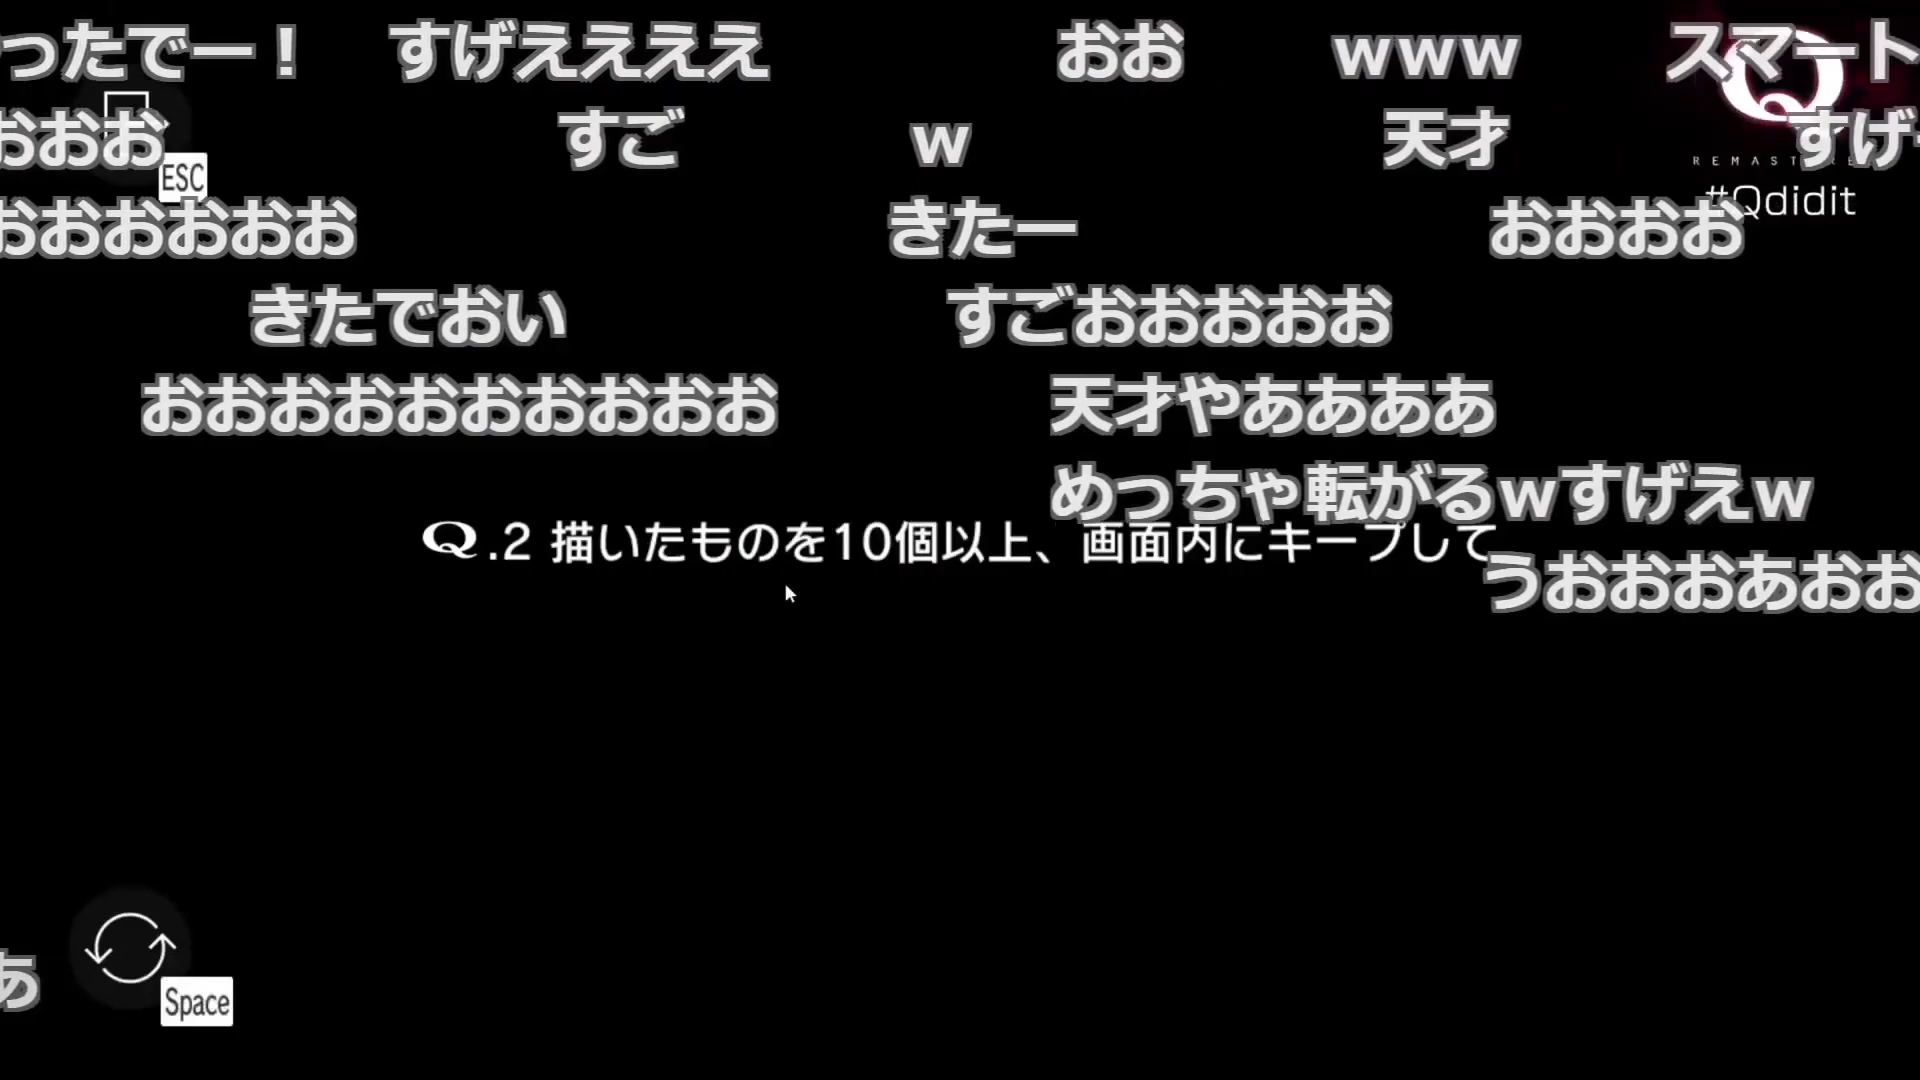 ったでー！ すげえええええ おお ｗｗｗ スマート
おおお すご ｗ 天才 すげ
ESC
REMAST
#Qdidit
おおおおおお きたー おおおお
きたでおい すごおおおおお
おおおおおおおおおお 天才やああああ
めっちゃ転がるｗ すげえｗ
Q.2 描いたものを10個以上、画面内にキープして
うおおおあおお
あ
Space